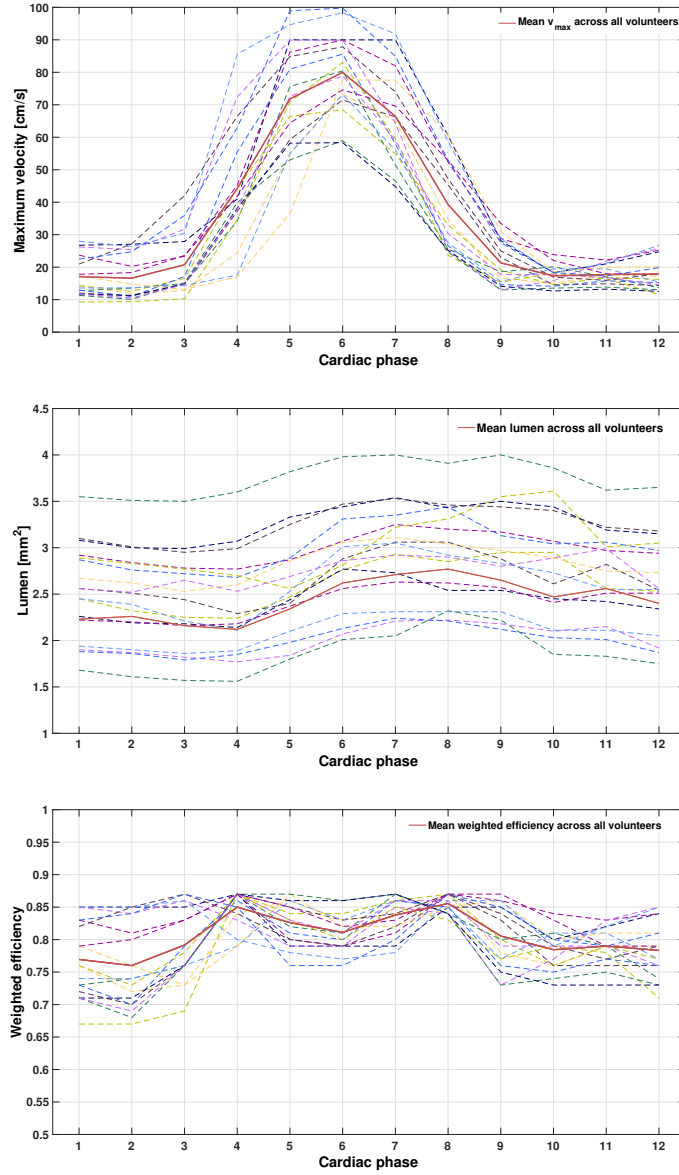 100
90
80
70
60
50
40
30
20
10
0
Maximum velocity [cm/s]
Mean v_max across all volunteers
1 2 3 4 5 6 7 8 9 10 11 12
Cardiac phase
4.5
4
3.5
3
2.5
2
1.5
1
Lumen [mm²]
Mean lumen across all volunteers
1 2 3 4 5 6 7 8 9 10 11 12
Cardiac phase
1
0.95
0.9
0.85
0.8
0.75
0.7
0.65
0.6
0.55
0.5
Weighted efficiency
Mean weighted efficiency across all volunteers
1 2 3 4 5 6 7 8 9 10 11 12
Cardiac phase